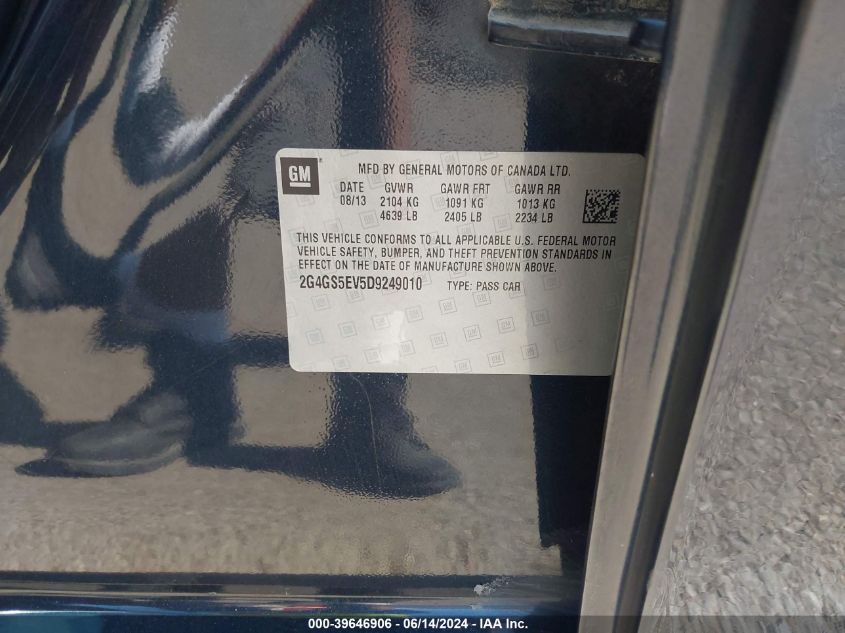 GM MFD BY GENERAL MOTORS OF CANADA LTD.
DATE GVWR GAWR FRT GAWR RR
08/13 2104 KG 1091 KG 1013 KG
4639 LB 2405 LB 2234 LB
THIS VEHICLE CONFORMS TO ALL APPLICABLE U.S. FEDERAL MOTOR
VEHICLE SAFETY, BUMPER, AND THEFT PREVENTION STANDARDS IN
EFFECT ON THE DATE OF MANUFACTURE SHOWN ABOVE.
2G4GS5EV5D9249010 TYPE: PASS CAR
000-39646906 - 06/14/2024 - IAA Inc.